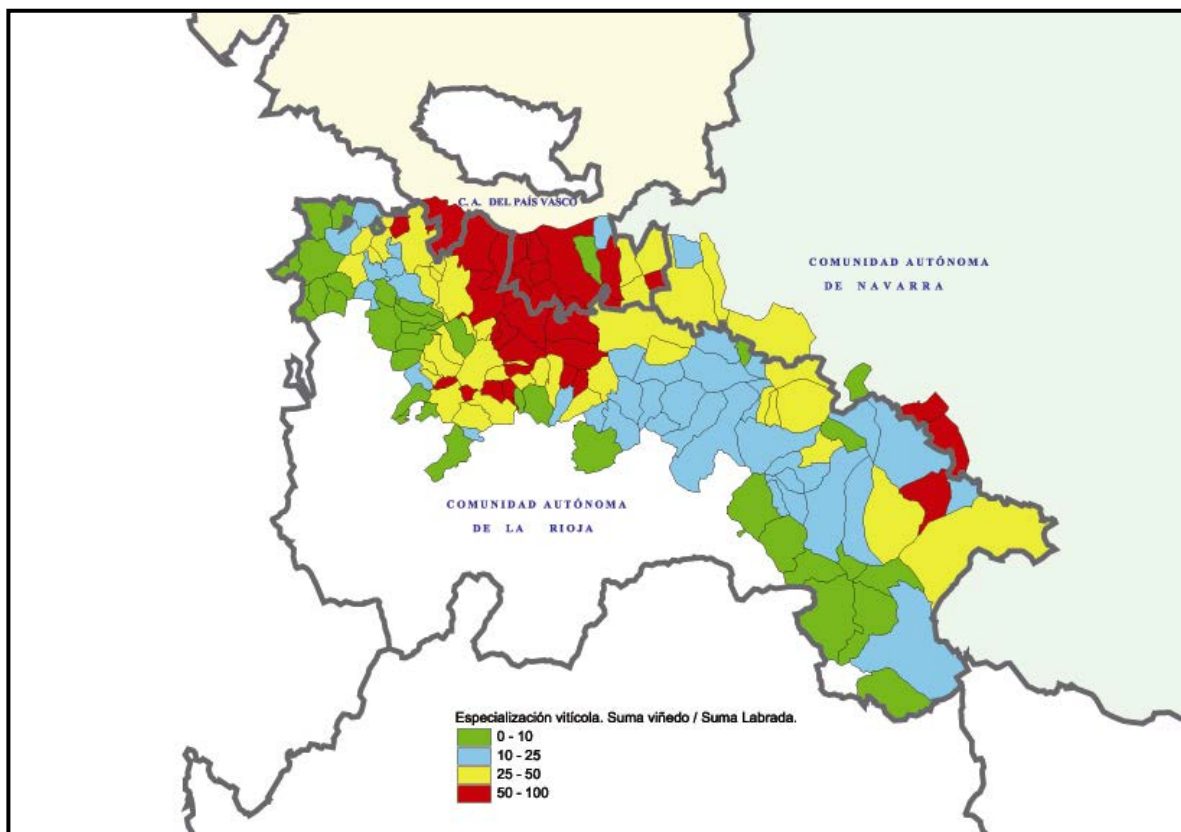 C. A. DEL PAÍS VASCO
COMUNIDAD AUTÓNOMA
DE NAVARRA
COMUNIDAD AUTÓNOMA
DE LA RIOJA
Especialización vitícola. Suma viñedo / Suma Labrada.
0 - 10
10 - 25
25 - 50
50 - 100